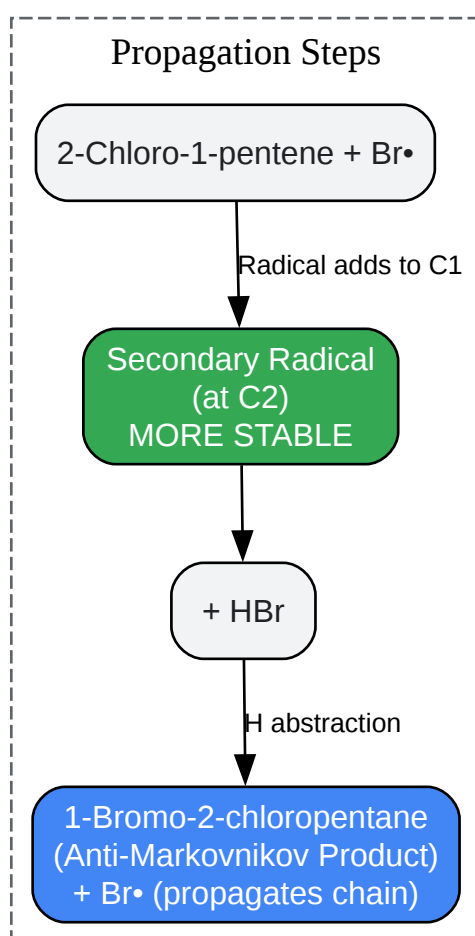 Propagation Steps
2-Chloro-1-pentene + Br•
Radical adds to C1
Secondary Radical
(at C2)
MORE STABLE
+ HBr
H abstraction
1-Bromo-2-chloropentane
(Anti-Markovnikov Product)
+ Br• (propagates chain)